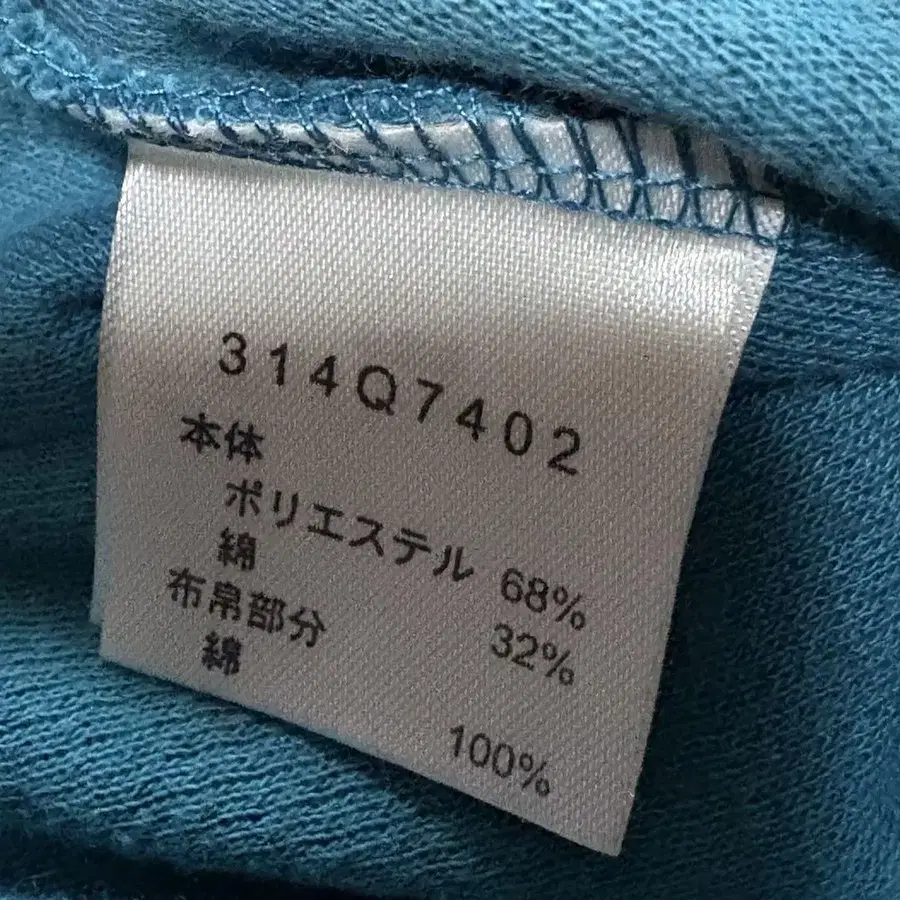 314Q7402
本体
ポリエステル 68%
綿 32%
布帛部分
綿 100%